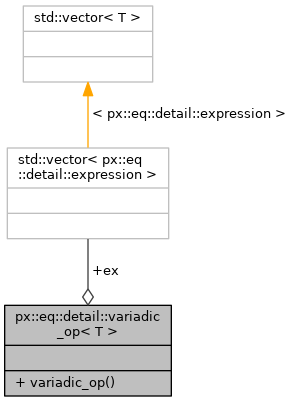 std::vector< T >
< px::eq::detail::expression >
std::vector< px::eq
::detail::expression >
+ex
px::eq::detail::variadic
_op< T >
+ variadic_op()